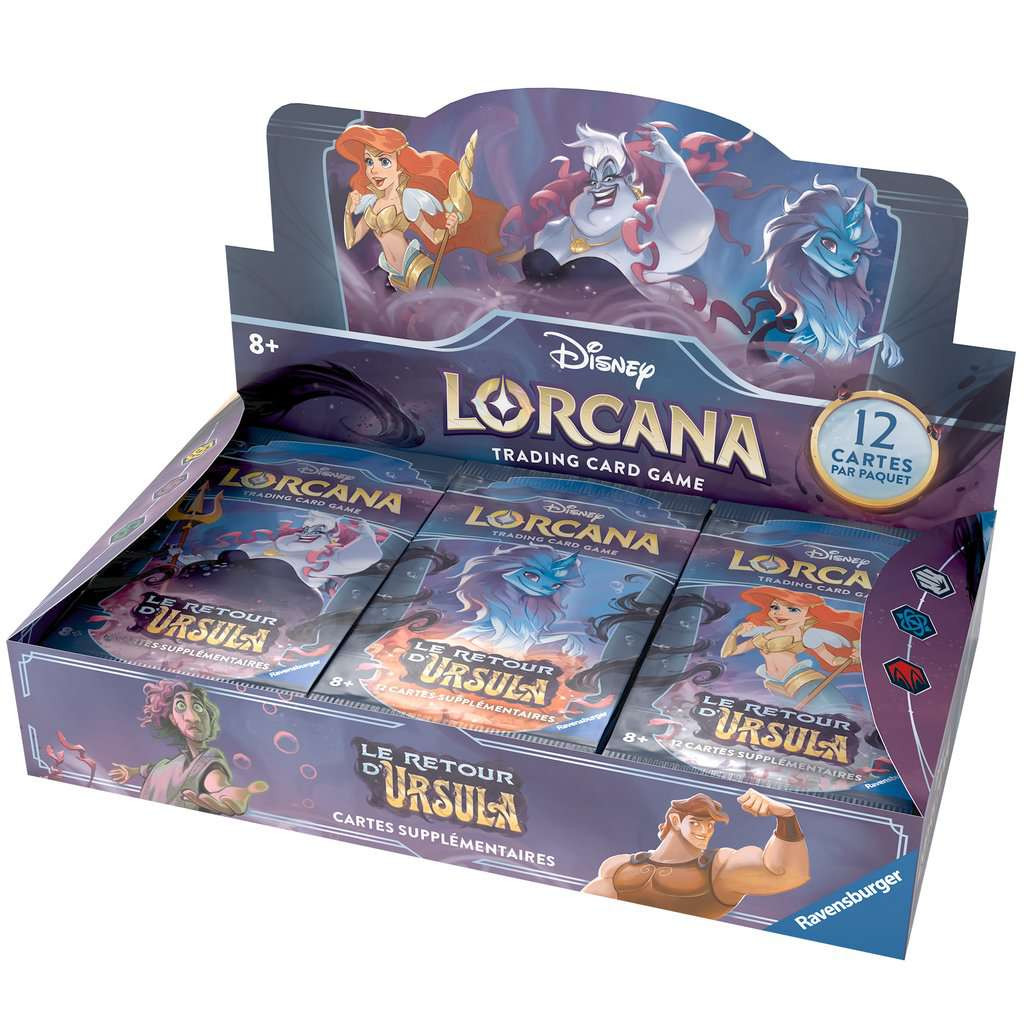 8+
Disney
LORCANA
TRADING CARD GAME
12
CARTES
PAR PAQUET
Disney
LORCANA
TRADING CARD GAME
LE RETOUR
D'URSULA
8+
CARTES SUPPLÉMENTAIRES
Ravensburger
Disney
LORCANA
TRADING CARD GAME
LE RETOUR
D'URSULA
8+
12 CARTES SUPPLÉMENTAIRES
Ravensburger
Disney
LORCA
TRADING CARD
LE RETOUR
D'URSULA
8+
12 CARTES SUPPLÉMENTAIRES
LE RETOUR
D'URSULA
CARTES SUPPLÉMENTAIRES
Ravensburger